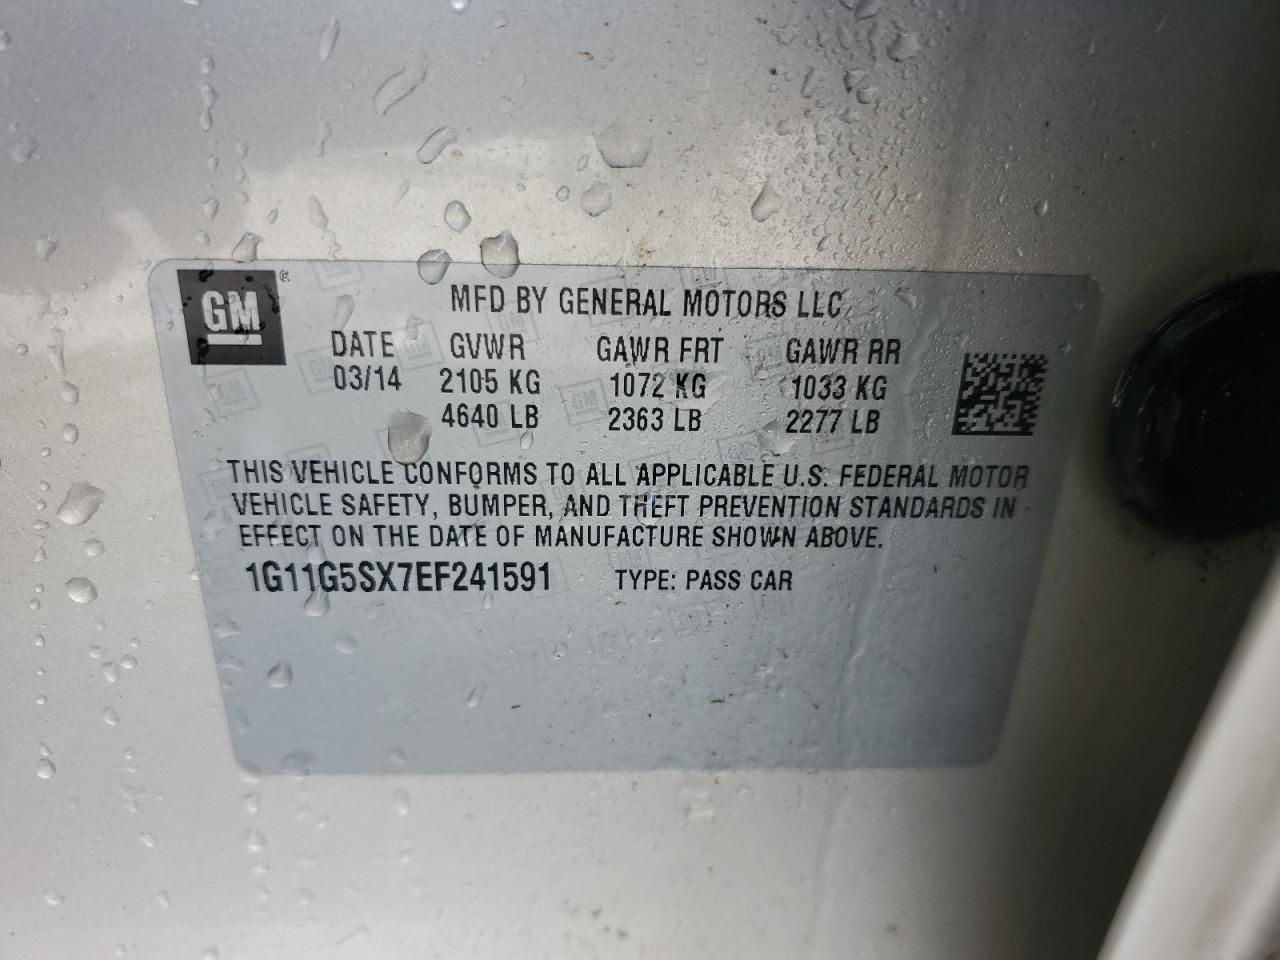 GM ®
MFD BY GENERAL MOTORS LLC
DATE GVWR GAWR FRT GAWR RR
03/14 2105 KG 1072 KG 1033 KG
4640 LB 2363 LB 2277 LB
THIS VEHICLE CONFORMS TO ALL APPLICABLE U.S. FEDERAL MOTOR
VEHICLE SAFETY, BUMPER, AND THEFT PREVENTION STANDARDS IN
EFFECT ON THE DATE OF MANUFACTURE SHOWN ABOVE.
1G11G5SX7EF241591 TYPE: PASS CAR